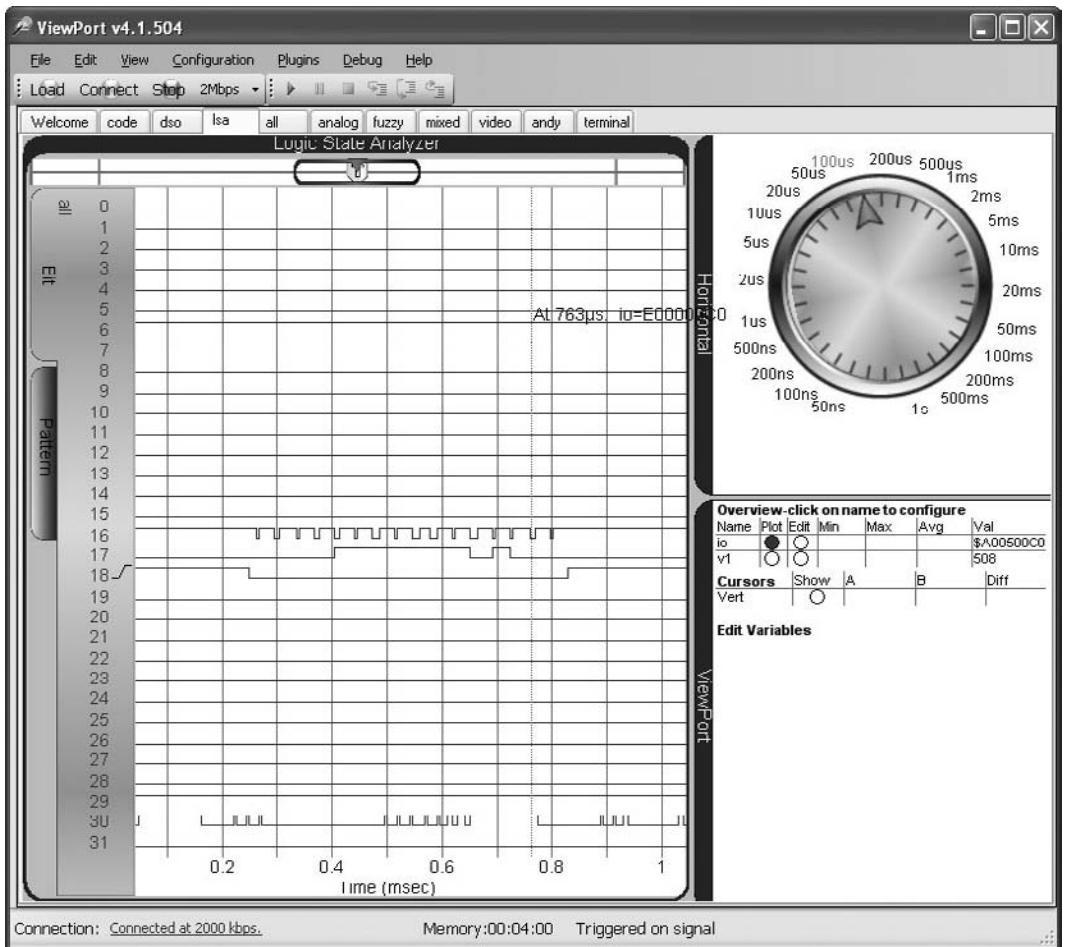 ViewPort v4.1.504
File Edit View Configuration Plugins Debug Help
Load Connect Stop 2Mbps
Welcome code dso lsa all analog fuzzy mixed video andy terminal
Logic State Analyzer
all
Eit
Pattern
0
1
2
3
4
5
6
7
8
9
10
11
12
13
14
15
16
17
18
19
20
21
22
23
24
25
26
27
28
29
30
31
At 763µs. io=E00000C0
0.2 0.4 0.6 0.8 1
Time (msec)
Horizontal
ViewPort
50ns
100ns
200ns
500ns
1us
2us
5us
10us
20us
50us
100us
200us
500us
1ms
2ms
5ms
10ms
20ms
50ms
100ms
200ms
500ms
1s
Overview-click on name to configure
Name Plot Edit Min Max Avg Val
io $A00500C0
v1 508
Cursors Show A B Diff
Vert
Edit Variables
Connection: Connected at 2000 kbps. Memory:00:04:00 Triggered on signal